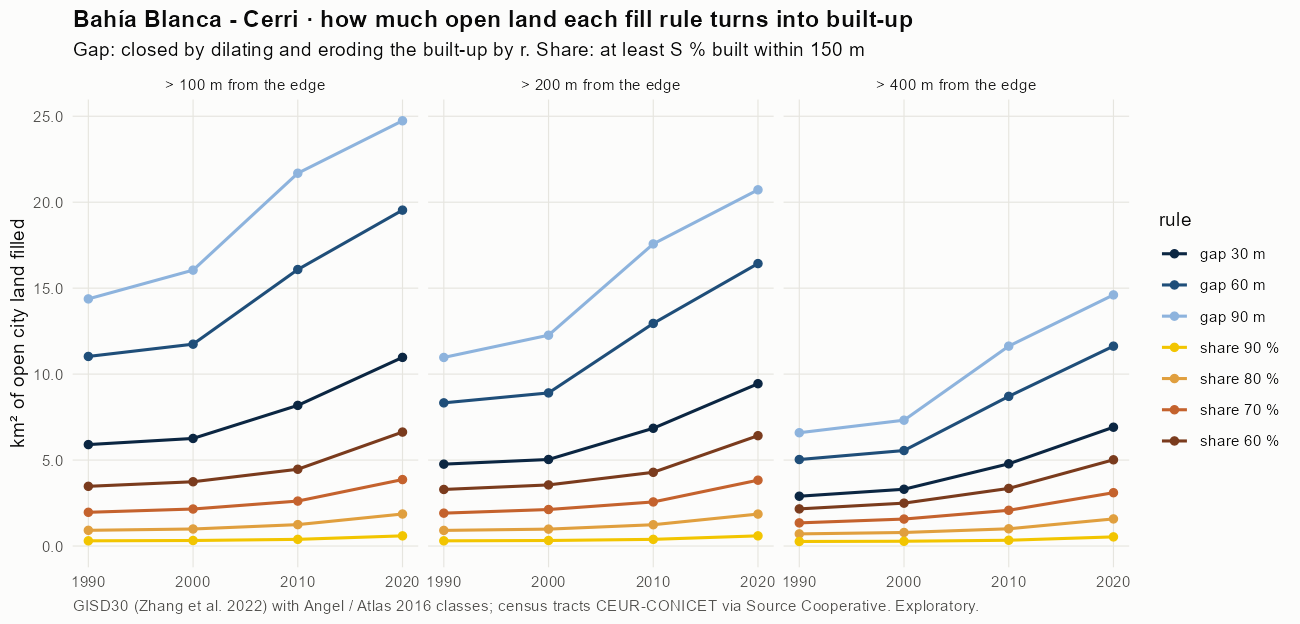 Bahía Blanca - Cerri · how much open land each fill rule turns into built-up
Gap: closed by dilating and eroding the built-up by r. Share: at least S % built within 150 m
> 100 m from the edge
> 200 m from the edge
> 400 m from the edge
km² of open city land filled
25.0
20.0
15.0
10.0
5.0
0.0
1990 2000 2010 2020
1990 2000 2010 2020
1990 2000 2010 2020
rule
gap 30 m
gap 60 m
gap 90 m
share 90 %
share 80 %
share 70 %
share 60 %
GISD30 (Zhang et al. 2022) with Angel / Atlas 2016 classes; census tracts CEUR-CONICET via Source Cooperative. Exploratory.